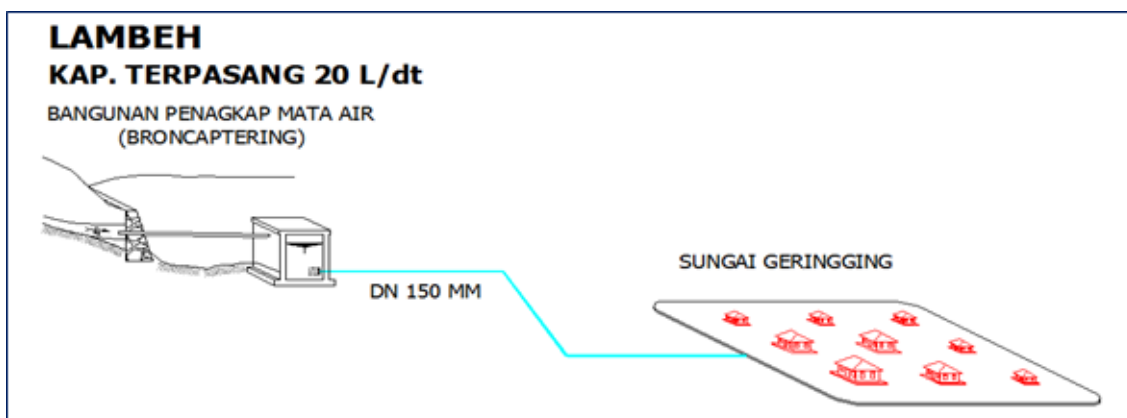 LAMBEH
KAP. TERPASANG 20 L/dt
BANGUNAN PENAGKAP MATA AIR
(BRONCAPTERING)
DN 150 MM
SUNGAI GERINGGING